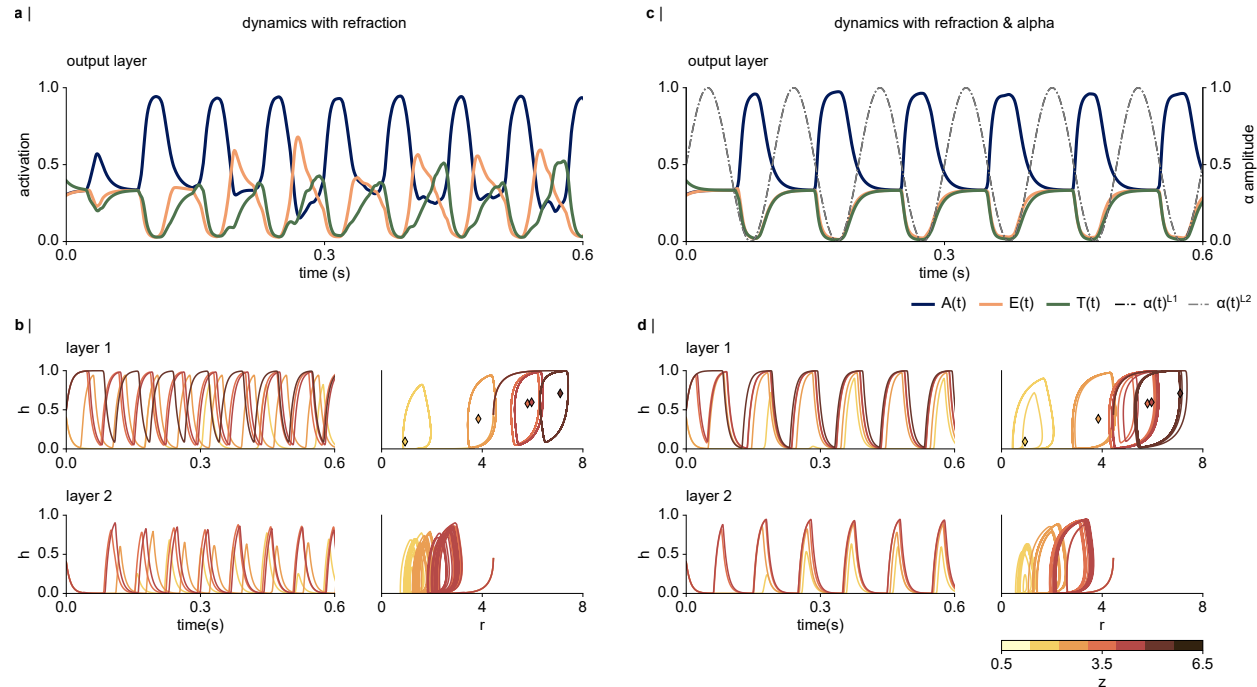 a |
dynamics with refraction
output layer
activation
1.0
0.5
0.0
0.0 0.3 0.6
time (s)
c |
dynamics with refraction & alpha
output layer
1.0
0.5
0.0
0.0 0.3 0.6
time (s)
1.0
0.5
0.0
α amplitude
A(t) E(t) T(t) α(t)L1 α(t)L2
b |
layer 1
h
1.0
0.5
0.0
0.0 0.3 0.6
0 4 8
layer 2
h
1.0
0.5
0.0
0.0 0.3 0.6
time(s)
0 4 8
r
d |
layer 1
h
1.0
0.5
0.0
0.0 0.3 0.6
0 4 8
layer 2
h
1.0
0.5
0.0
0.0 0.3 0.6
time(s)
0 4 8
r
0.5 3.5 6.5
z